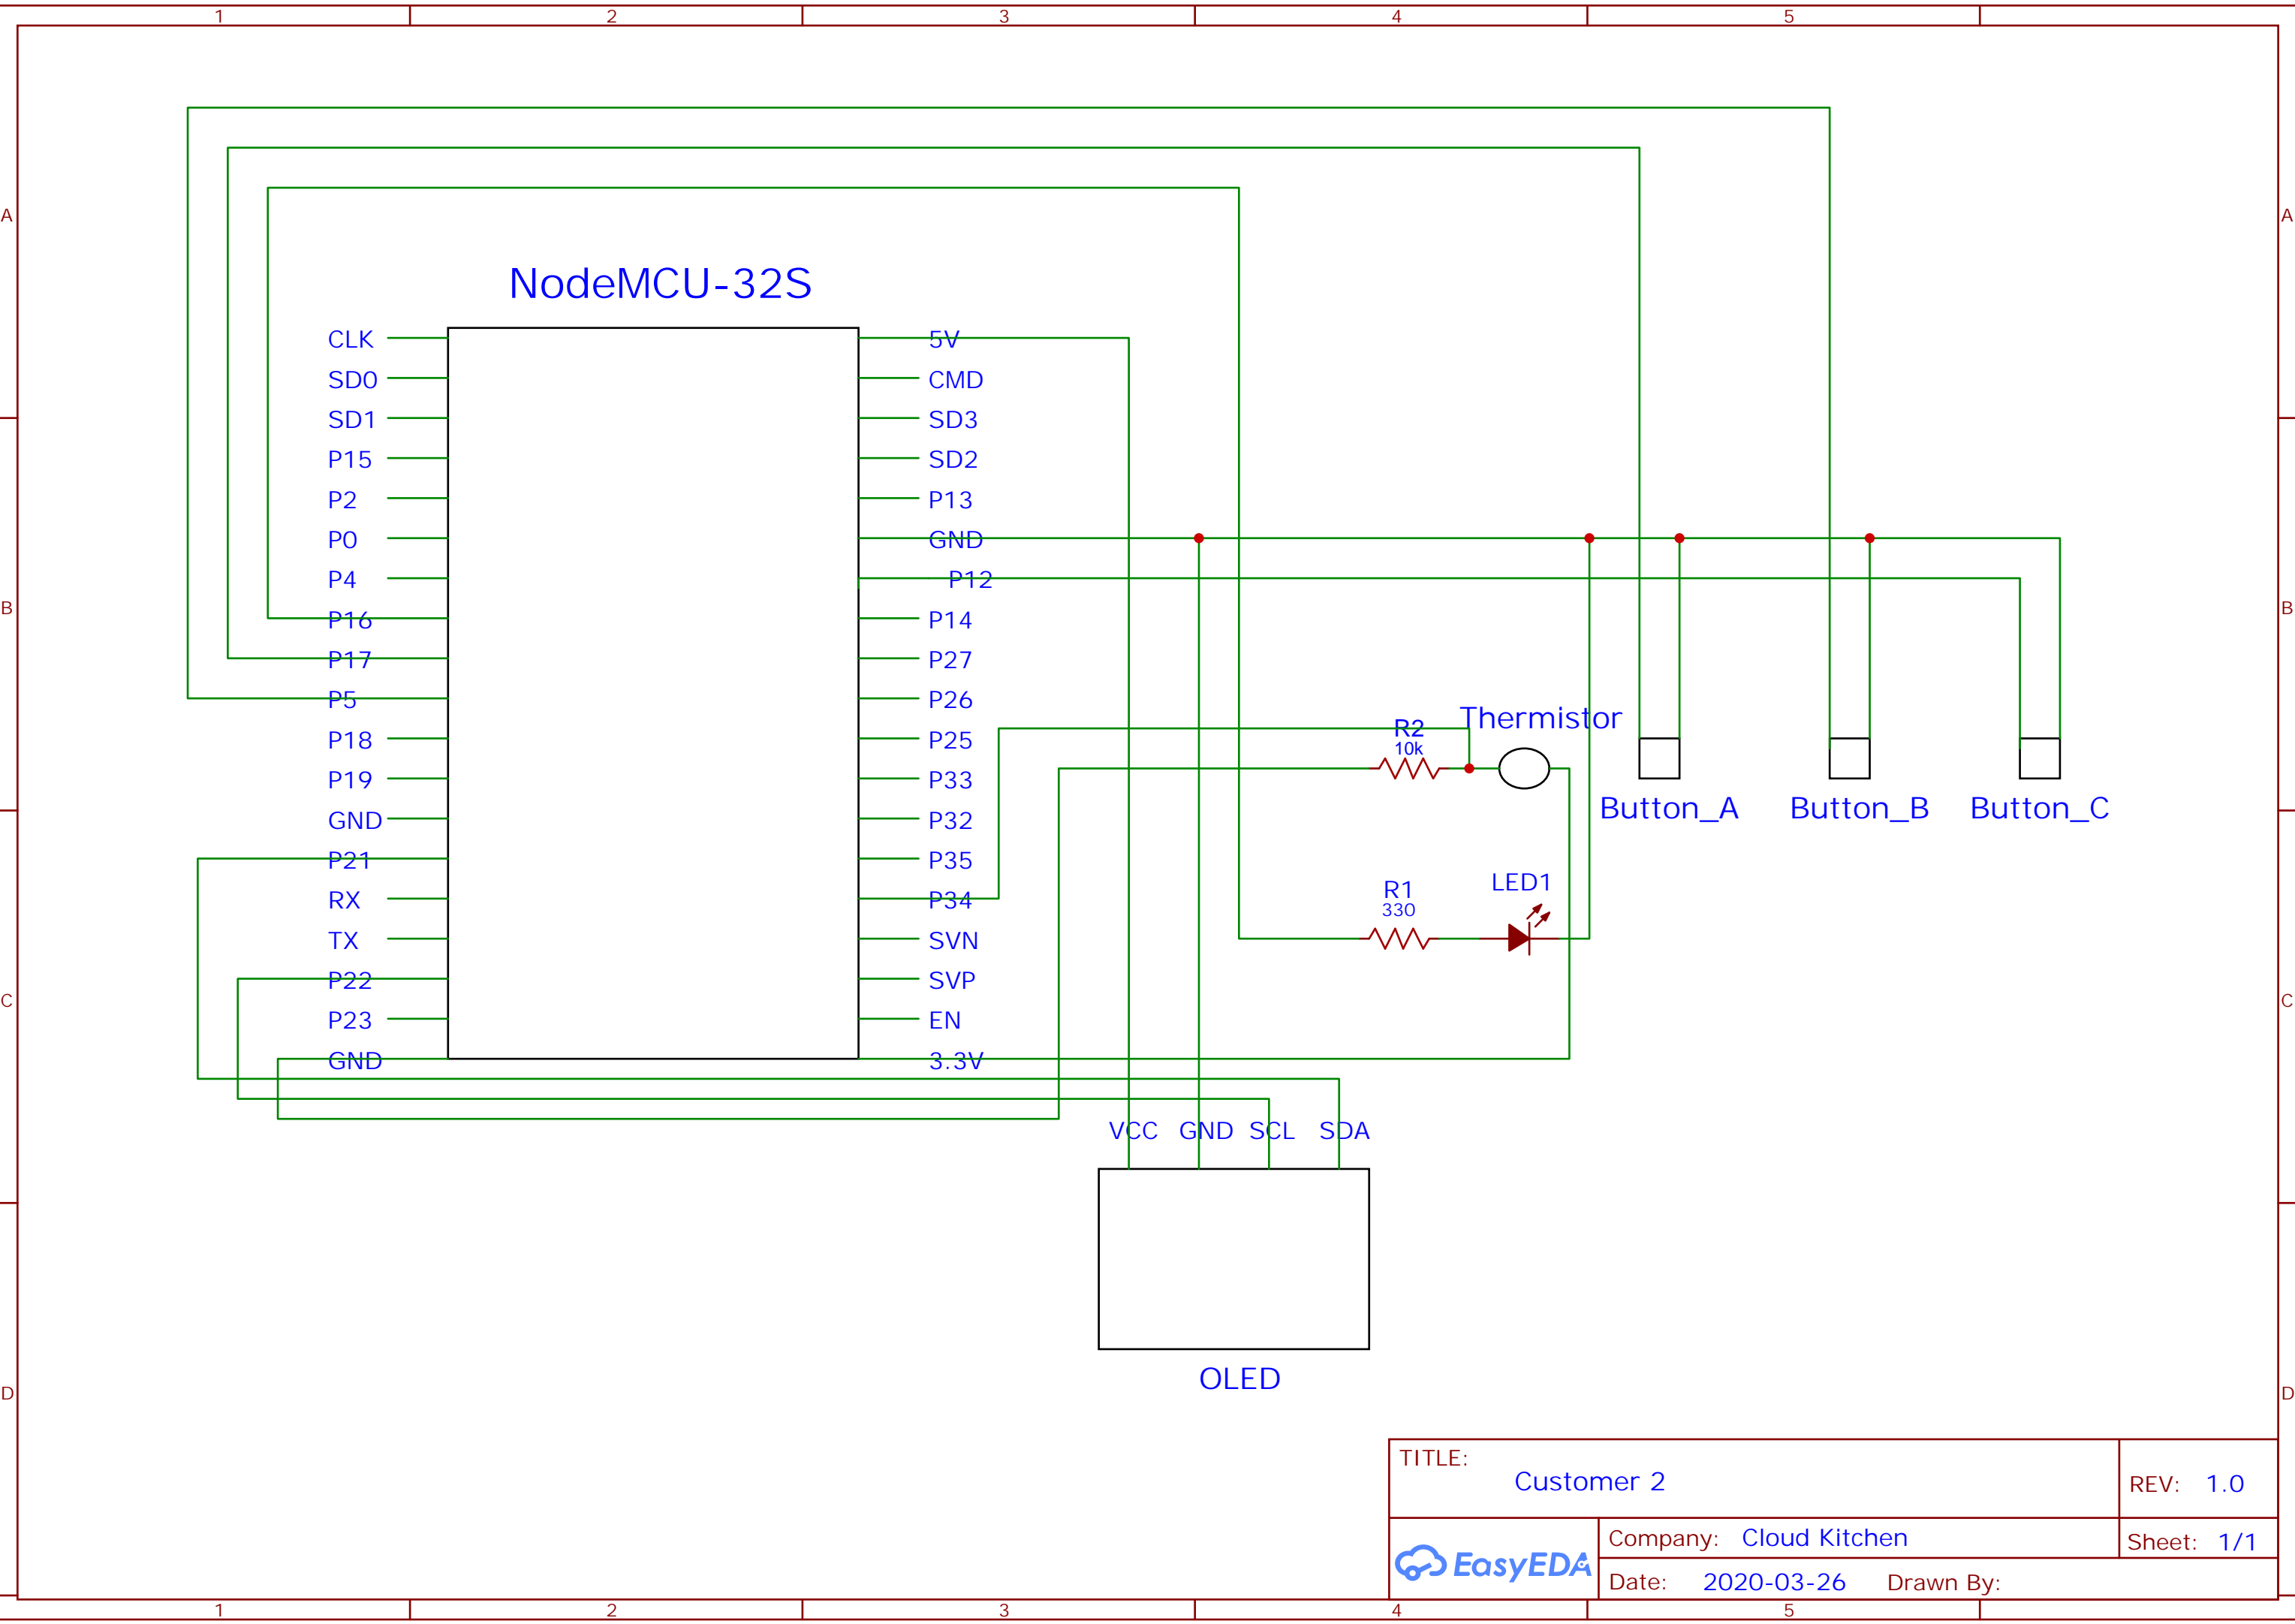 1 2 3 4 5
A A
NodeMCU-32S
CLK 5V
SD0 CMD
SD1 SD3
P15 SD2
P2 P13
P0 GND
P4 P12
B B
P16 P14
P17 P27
P5 P26
P18 P25
P19 P33
GND P32
P21 P35
RX P34
TX SVN
P22 SVP
P23 EN
GND 3.3V
Thermistor
R2
10k
Button_A Button_B Button_C
R1
330
LED1
C C
VCC GND SCL SDA
OLED
D D
TITLE:
Customer 2
REV: 1.0
EasyEDA
Company: Cloud Kitchen
Sheet: 1/1
Date: 2020-03-26 Drawn By:
1 2 3 4 5